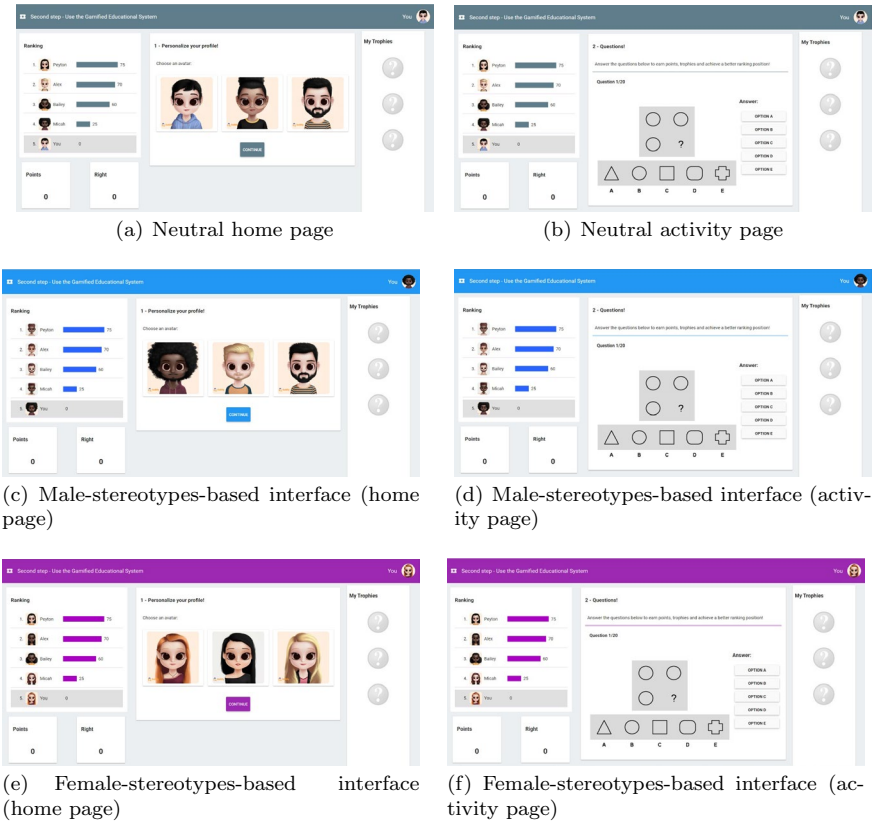 Second step - Use the Gamified Educational System
You
Ranking
1. Peyton 75
2. Alex 70
3. Bailey 60
4. Micah 25
5. You 0
Points
0
Right
0
1 - Personalize your profile!
Choose an avatar:
CONTINUE
My Trophies
?
?
?
Second step - Use the Gamified Educational System
You
Ranking
1. Peyton 75
2. Alex 70
3. Bailey 60
4. Micah 25
5. You 0
Points
0
Right
0
2 - Questions!
Answer the questions below to earn points, trophies and achieve a better ranking position!
Question 1/20
?
A B C D E
Answer:
OPTION A
OPTION B
OPTION C
OPTION D
OPTION E
My Trophies
?
?
?
(a) Neutral home page
(b) Neutral activity page
Second step - Use the Gamified Educational System
You
Ranking
1. Peyton 75
2. Alex 70
3. Bailey 60
4. Micah 25
5. You 0
Points
0
Right
0
1 - Personalize your profile!
Choose an avatar:
CONTINUE
My Trophies
?
?
?
Second step - Use the Gamified Educational System
You
Ranking
1. Peyton 75
2. Alex 70
3. Bailey 60
4. Micah 25
5. You 0
Points
0
Right
0
2 - Questions!
Answer the questions below to earn points, trophies and achieve a better ranking position!
Question 1/20
?
A B C D E
Answer:
OPTION A
OPTION B
OPTION C
OPTION D
OPTION E
My Trophies
?
?
?
(c) Male-stereotypes-based interface (home
page)
(d) Male-stereotypes-based interface (activ-
ity page)
Second step - Use the Gamified Educational System
You
Ranking
1. Peyton 75
2. Alex 70
3. Bailey 60
4. Micah 25
5. You 0
Points
0
Right
0
1 - Personalize your profile!
Choose an avatar:
CONTINUE
My Trophies
?
?
?
Second step - Use the Gamified Educational System
You
Ranking
1. Peyton 75
2. Alex 70
3. Bailey 60
4. Micah 25
5. You 0
Points
0
Right
0
2 - Questions!
Answer the questions below to earn points, trophies and achieve a better ranking position!
Question 1/20
?
A B C D E
Answer:
OPTION A
OPTION B
OPTION C
OPTION D
OPTION E
My Trophies
?
?
?
(e) Female-stereotypes-based interface
(home page)
(f) Female-stereotypes-based interface (ac-
tivity page)